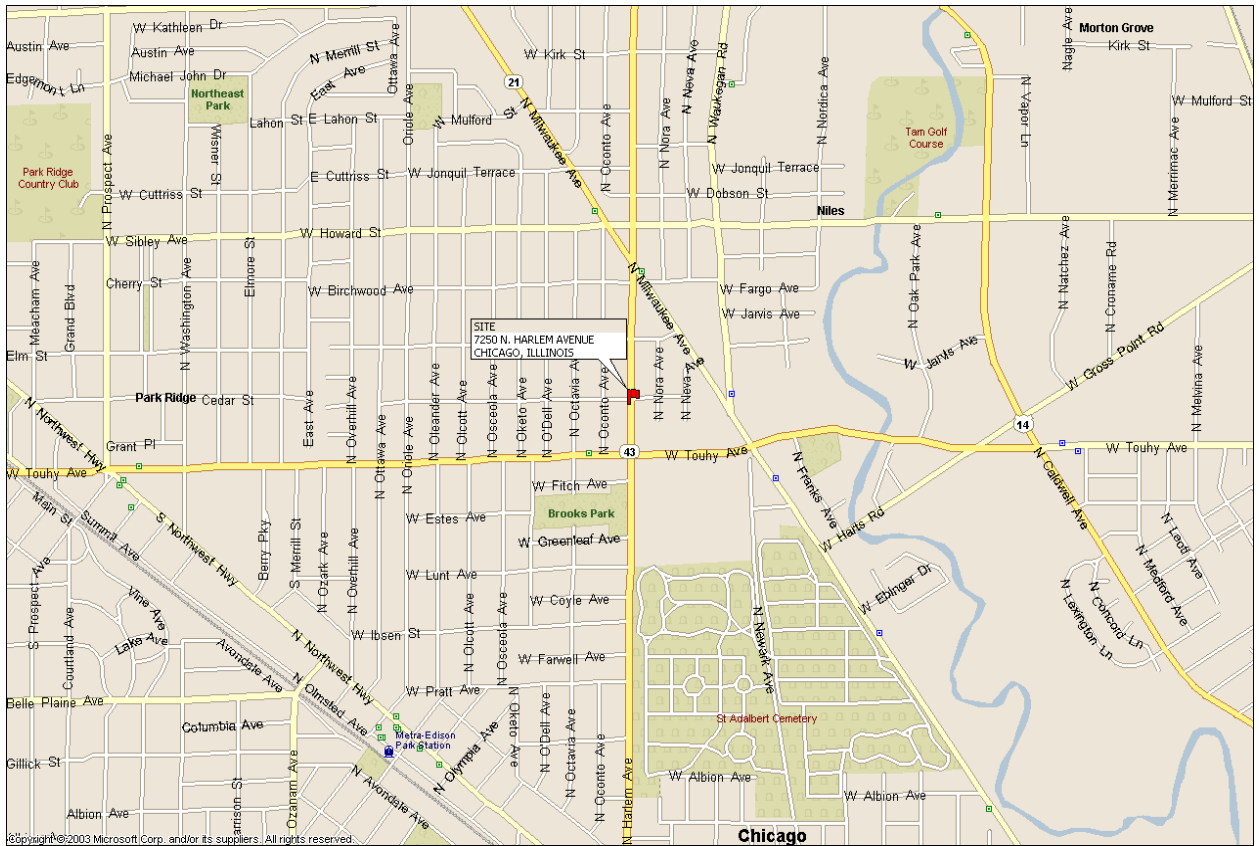 W Kathleen Dr
Austin Ave
Austin Ave
N Merrill St
Ottawa Ave
W Kirk St
N Neva Ave
N Waukegan Rd
Nagle Ave
Morton Grove
Kirk St
Edgemont Ln
Michael John Dr
Northeast
Park
East Ave
21
N Milwaukee Ave
N Nordica Ave
N Vapor Ln
W Mulford St
Lahon St
E Lahon St
Oriole Ave
W Mulford St
N Oconto Ave
N Nora Ave
Tam Golf
Course
N Merrimac Ave
Park Ridge
Country Club
N Prospect Ave
Wisner St
W Cuttriss St
E Cuttriss St
W Jonquil Terrace
W Jonquil Terrace
W Dobson St
Niles
W Sibley Ave
W Howard St
Elmore St
Meacham Ave
Grand Blvd
Cherry St
N Washington Ave
W Birchwood Ave
N Milwaukee Ave
W Fargo Ave
W Jarvis Ave
N Oak Park Ave
N Natchez Ave
N Croname Rd
SITE
7250 N. HARLEM AVENUE
CHICAGO, ILLLINOIS
Elm St
W Jarvis Ave
W Gross Point Rd
Park Ridge
Cedar St
East Ave
N Overhill Ave
N Ottawa Ave
N Oriole Ave
N Oleander Ave
N Olcott Ave
N Osceola Ave
N Oketo Ave
N O'Dell Ave
N Octavia Ave
N Oconto Ave
N Nora Ave
N Neva Ave
N Melvina Ave
14
N Northwest Hwy
Grant Pl
43
W Touhy Ave
W Touhy Ave
W Touhy Ave
N Caldwell Ave
Main St
Summit Ave
S Northwest Hwy
Berry Pky
S Merrill St
N Ozark Ave
N Overhill Ave
W Fitch Ave
Brooks Park
W Estes Ave
W Greenleaf Ave
N Franks Ave
W Harts Rd
N Leoti Ave
N Medford Ave
N Concord Ln
N Lexington Ln
S Prospect Ave
Courtland Ave
Vine Ave
Lake Ave
W Lunt Ave
W Coyle Ave
W Ebinger Dr
N Newark Ave
W Ibsen St
N Olcott Ave
N Osceola Ave
W Farwell Ave
Avondale Ave
N Northwest Hwy
N Olmsted Ave
W Pratt Ave
Belle Plaine Ave
Columbia Ave
Metra-Edison
Park Station
N Olympia Ave
N Oketo Ave
N O'Dell Ave
N Octavia Ave
N Oconto Ave
N Harlem Ave
St Adalbert Cemetery
Gillick St
N Avondale Ave
Ozanam Ave
W Albion Ave
W Albion Ave
Albion Ave
Chicago
Copyright © 2003 Microsoft Corp. and/or its suppliers. All rights reserved.